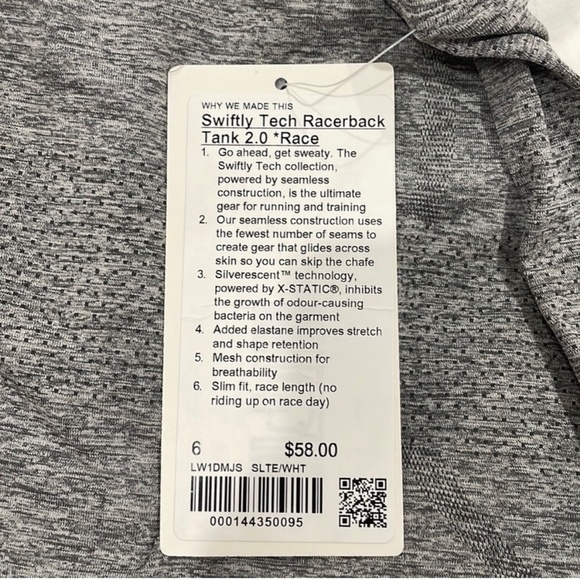 WHY WE MADE THIS
Swiftly Tech Racerback
Tank 2.0 *Race
1. Go ahead, get sweaty. The
Swiftly Tech collection,
powered by seamless
construction, is the ultimate
gear for running and training
2. Our seamless construction uses
the fewest number of seams to
create gear that glides across
skin so you can skip the chafe
3. Silverescent™ technology,
powered by X-STATIC®, inhibits
the growth of odour-causing
bacteria on the garment
4. Added elastane improves stretch
and shape retention
5. Mesh construction for
breathability
6. Slim fit, race length (no
riding up on race day)
6 $58.00
LW1DMJS SLTE/WHT
000144350095